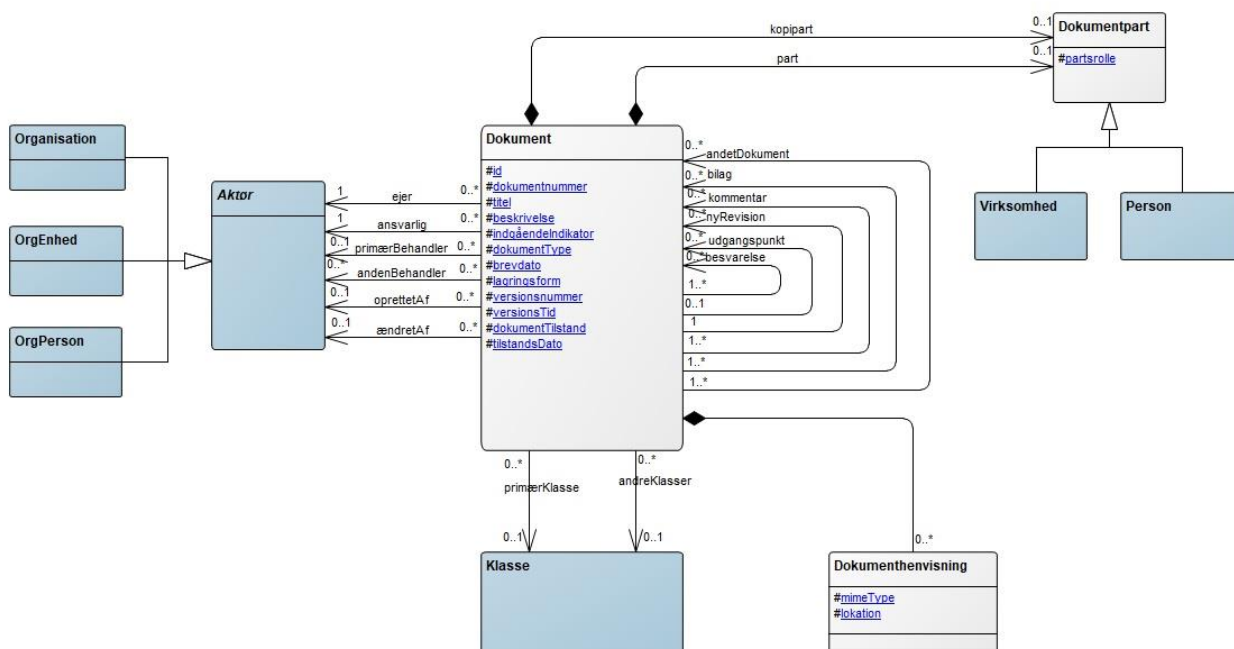 kopipart
0..1
Dokumentpart
part
0..1
#partsrolle
Organisation
Dokument
0..*
andetDokument
#id
#dokumentnummer
#titel
#beskrivelse
#indgåendeIndikator
#dokumentType
#brevdato
#lagringsform
#versionsnummer
#versionsTid
#dokumentTilstand
#tilstandsDato
0..*
bilag
0..*
kommentar
0..*
nyRevision
0..*
udgangspunkt
0..*
besvarelse
1..*
0..1
1
1..*
1..*
1..*
Aktør
1
ejer
0..*
1
ansvarlig
0..*
0..1
primærBehandler
0..*
0..*
andenBehandler
0..*
0..1
oprettetAf
0..*
0..1
ændretAf
0..*
OrgEnhed
OrgPerson
Virksomhed
Person
0..*
primærKlasse
0..1
0..*
andreKlasser
0..1
Klasse
0..*
Dokumenthenvisning
#mimeType
#lokation